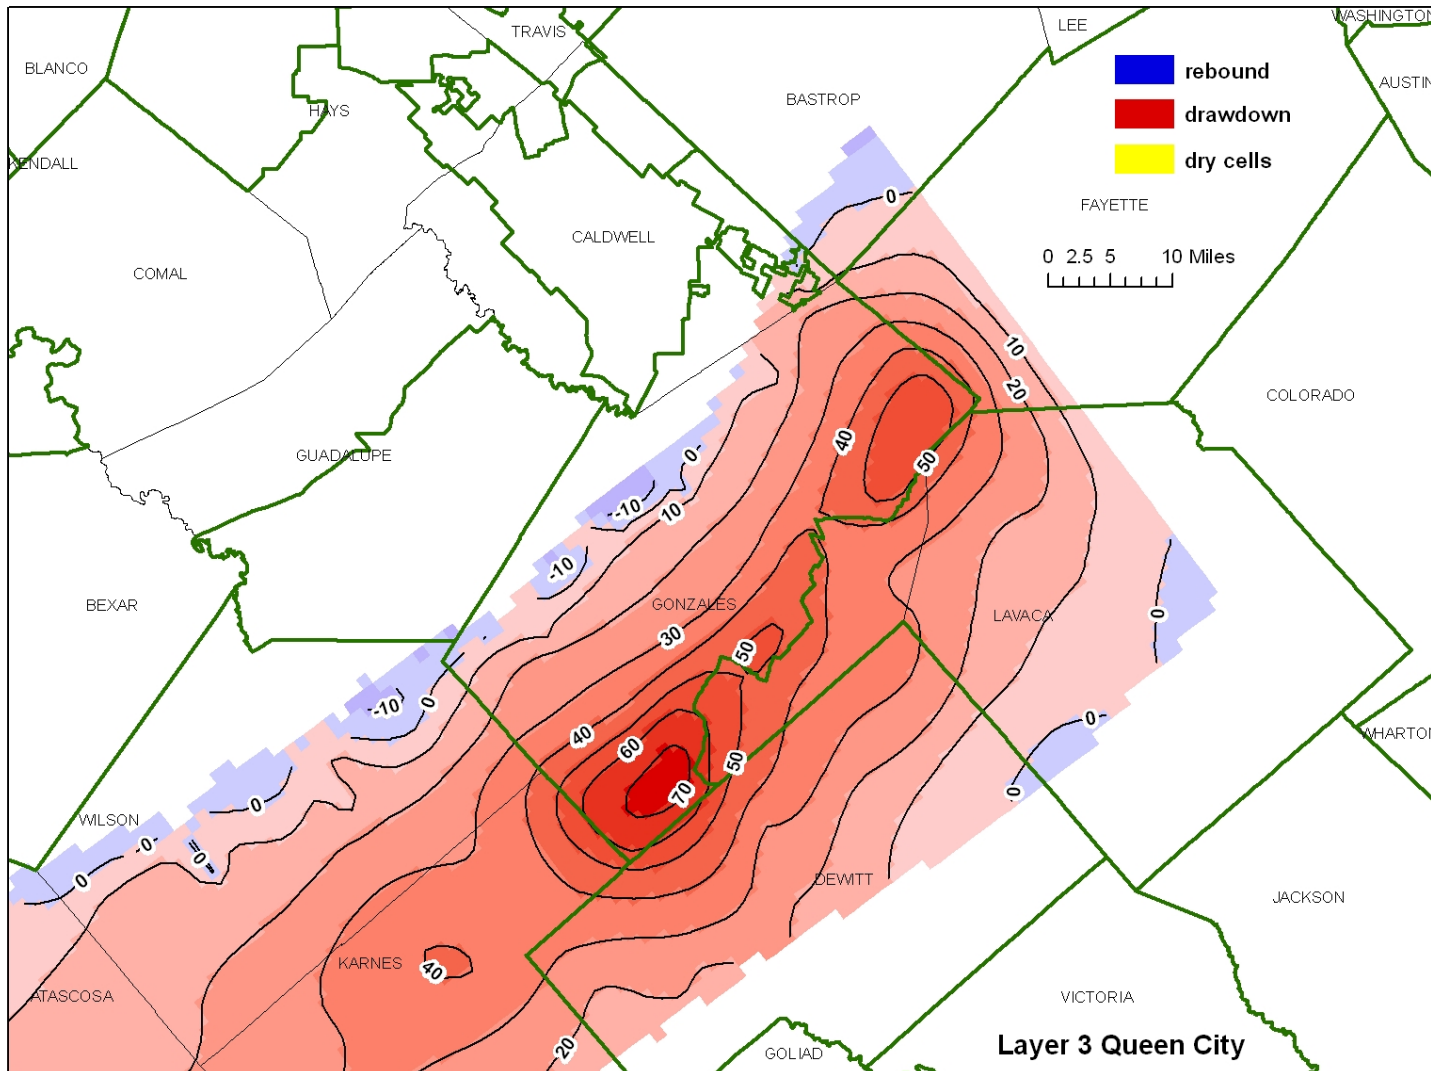 TRAVIS
LEE
WASHINGTON
BLANCO
rebound
AUSTIN
HAYS
BASTROP
drawdown
KENDALL
dry cells
0
FAYETTE
CALDWELL
0 2.5 5 10 Miles
COMAL
10
20
COLORADO
40
GUADALUPE
0
50
-10
10
-10
BEXAR
GONZALES
LAVACA
0
30
50
-10
0
0
WHARTON
40
60
50
70
0
0
WILSON
-0-
=0=
0
DEWITT
JACKSON
KARNES
40
ATASCOSA
VICTORIA
20
GOLIAD
Layer 3 Queen City